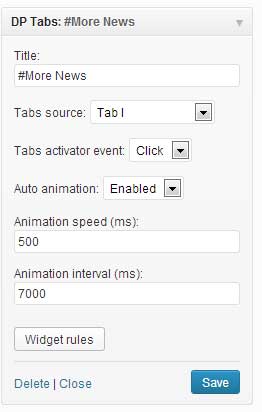 DP Tabs: #More News
Title:
#More News
Tabs source: Tab I
Tabs activator event: Click
Auto animation: Enabled
Animation speed (ms):
500
Animation interval (ms):
7000
Widget rules
Delete | Close
Save